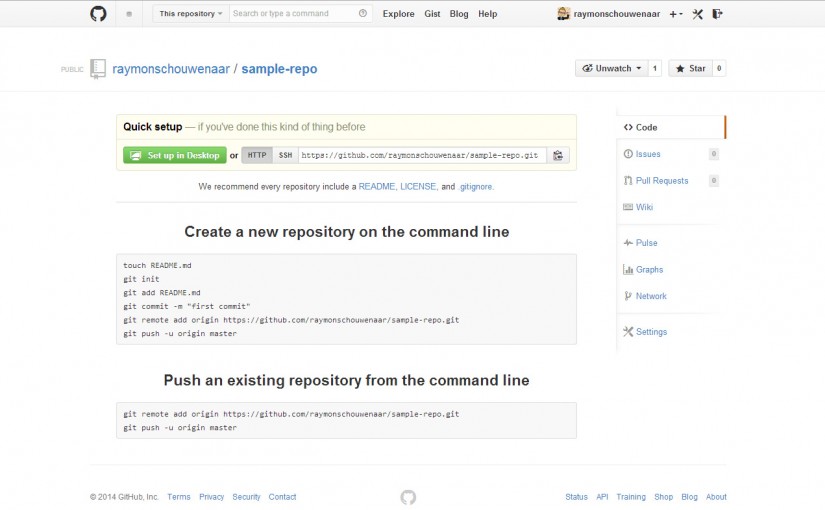 This repository Search or type a command Explore Gist Blog Help raymonschouwenaar
PUBLIC raymonschouwenaar / sample-repo Unwatch 1 Star 0
Quick setup — if you've done this kind of thing before
Set up in Desktop or HTTP SSH https://github.com/raymonschouwenaar/sample-repo.git
We recommend every repository include a README, LICENSE, and .gitignore.
Create a new repository on the command line
touch README.md
git init
git add README.md
git commit -m "first commit"
git remote add origin https://github.com/raymonschouwenaar/sample-repo.git
git push -u origin master
Push an existing repository from the command line
git remote add origin https://github.com/raymonschouwenaar/sample-repo.git
git push -u origin master
Code
Issues 0
Pull Requests 0
Wiki
Pulse
Graphs
Network
Settings
© 2014 GitHub, Inc. Terms Privacy Security Contact Status API Training Shop Blog About